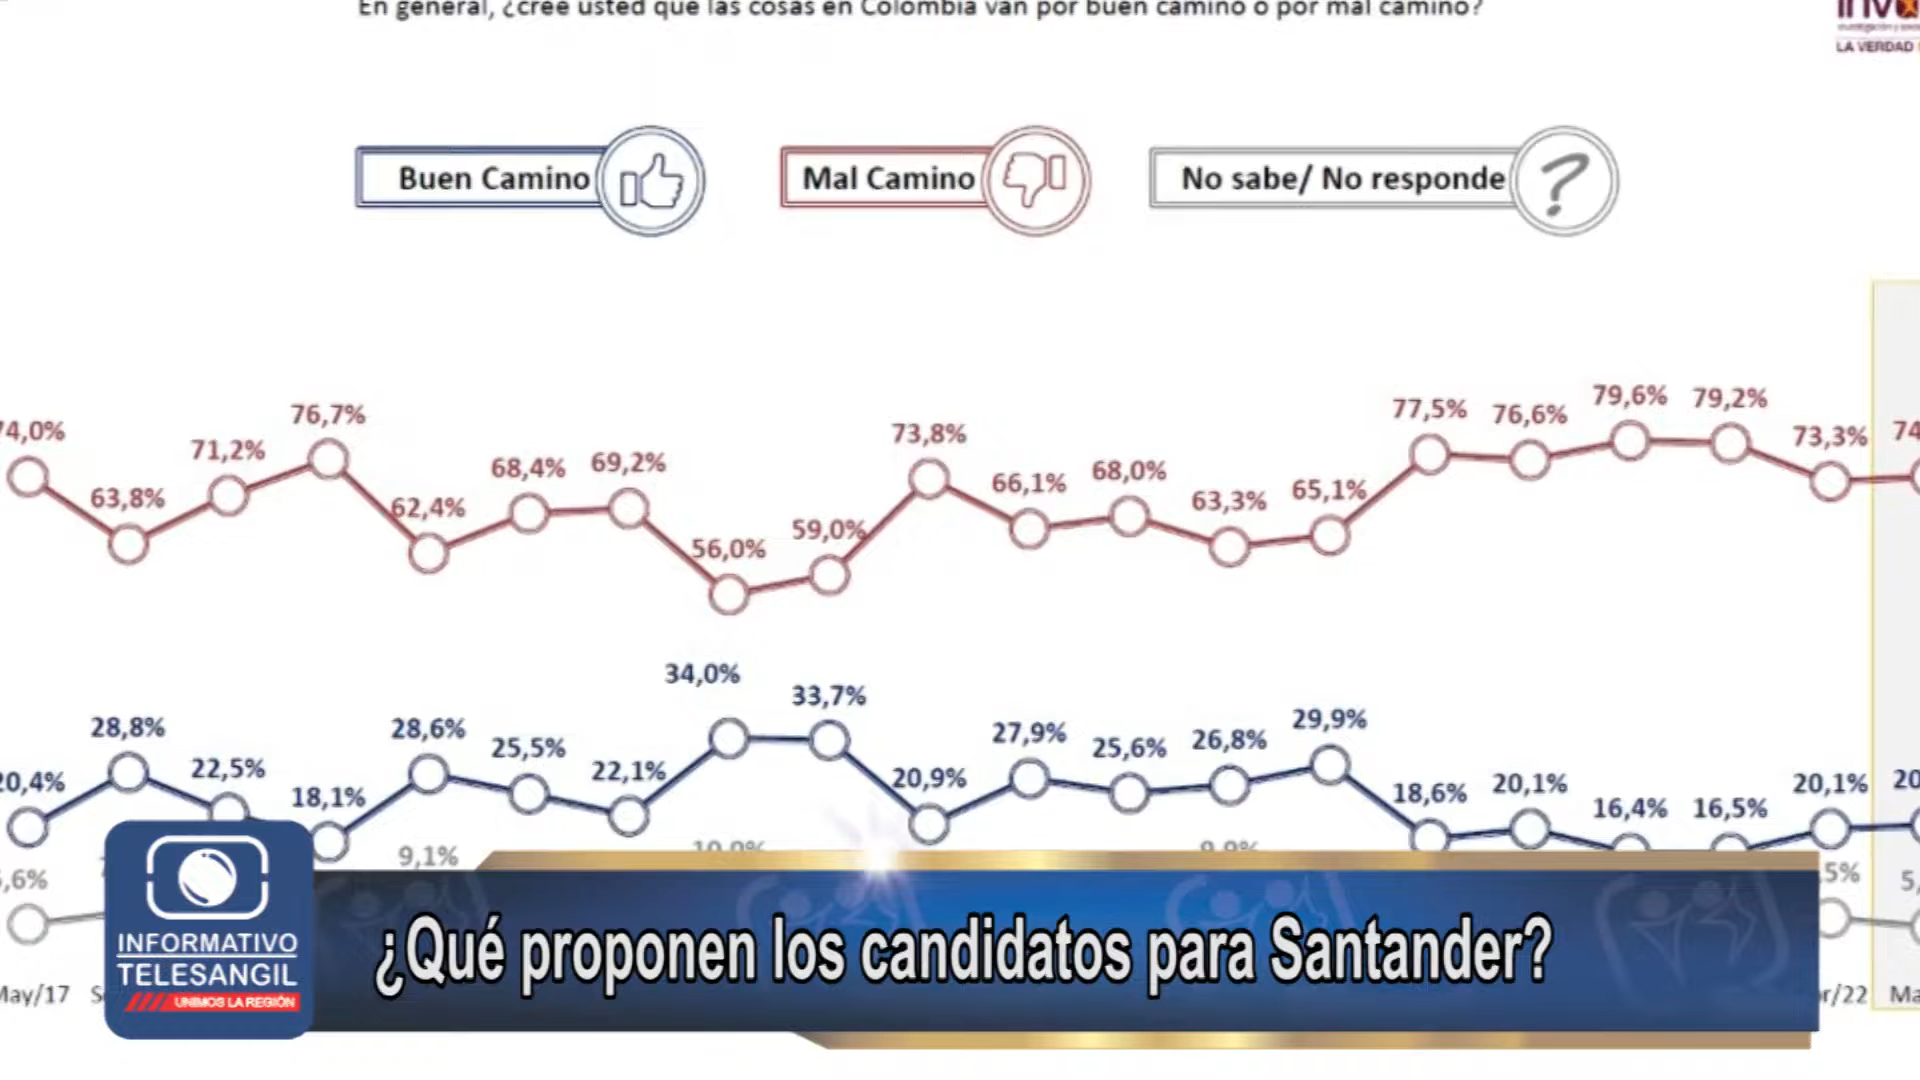 En general, ¿cree usted que las cosas en Colombia van por buen camino o por mal camino?
LA VERDAD
Buen Camino
Mal Camino
No sabe/ No responde
?
74,0% 63,8% 71,2% 76,7% 62,4% 68,4% 69,2% 56,0% 59,0% 73,8% 66,1% 68,0% 63,3% 65,1% 77,5% 76,6% 79,6% 79,2% 73,3% 74
20,4% 28,8% 22,5% 18,1% 28,6% 25,5% 22,1% 34,0% 33,7% 20,9% 27,9% 25,6% 26,8% 29,9% 18,6% 20,1% 16,4% 16,5% 20,1% 20
,6% 9,1% 5% 5,
May/17
r/22 Ma
INFORMATIVO
TELESANGIL
UNIMOS LA REGIÓN
¿Qué proponen los candidatos para Santander?